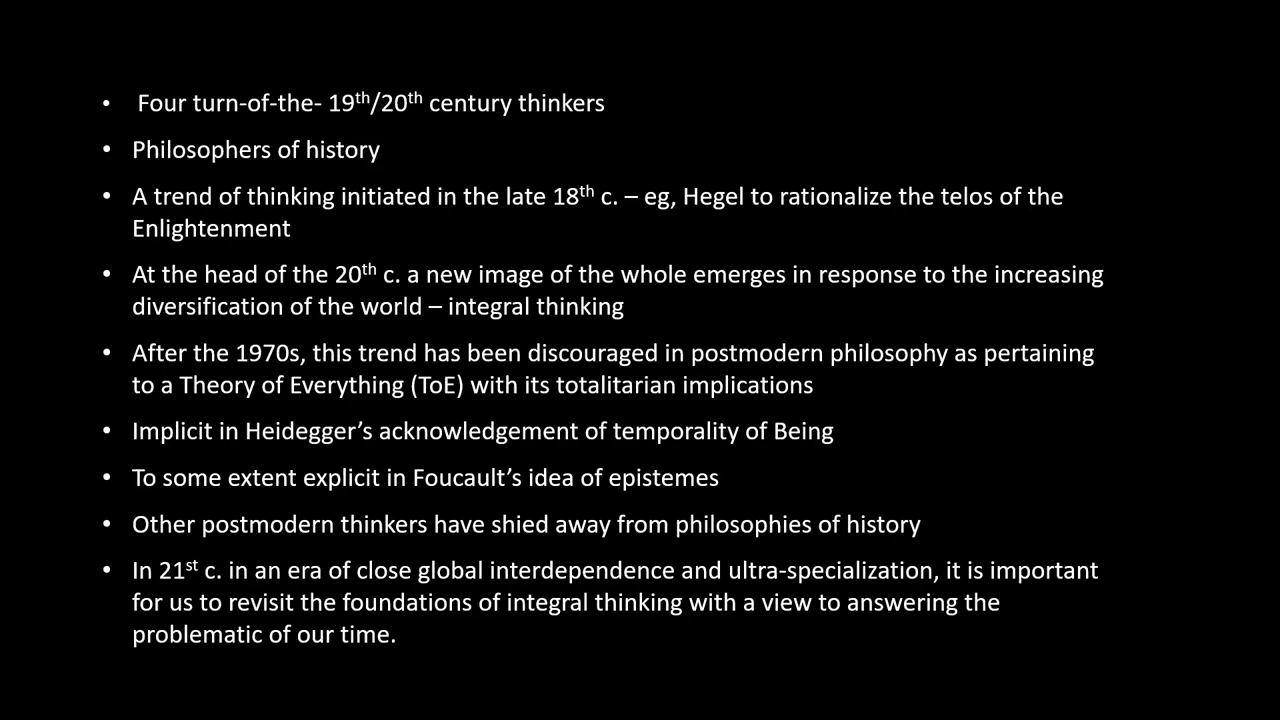 • Four turn-of-the- 19th/20th century thinkers
• Philosophers of history
• A trend of thinking initiated in the late 18th c. – eg, Hegel to rationalize the telos of the
Enlightenment
• At the head of the 20th c. a new image of the whole emerges in response to the increasing
diversification of the world – integral thinking
• After the 1970s, this trend has been discouraged in postmodern philosophy as pertaining
to a Theory of Everything (ToE) with its totalitarian implications
• Implicit in Heidegger’s acknowledgement of temporality of Being
• To some extent explicit in Foucault’s idea of epistemes
• Other postmodern thinkers have shied away from philosophies of history
• In 21st c. in an era of close global interdependence and ultra-specialization, it is important
for us to revisit the foundations of integral thinking with a view to answering the
problematic of our time.